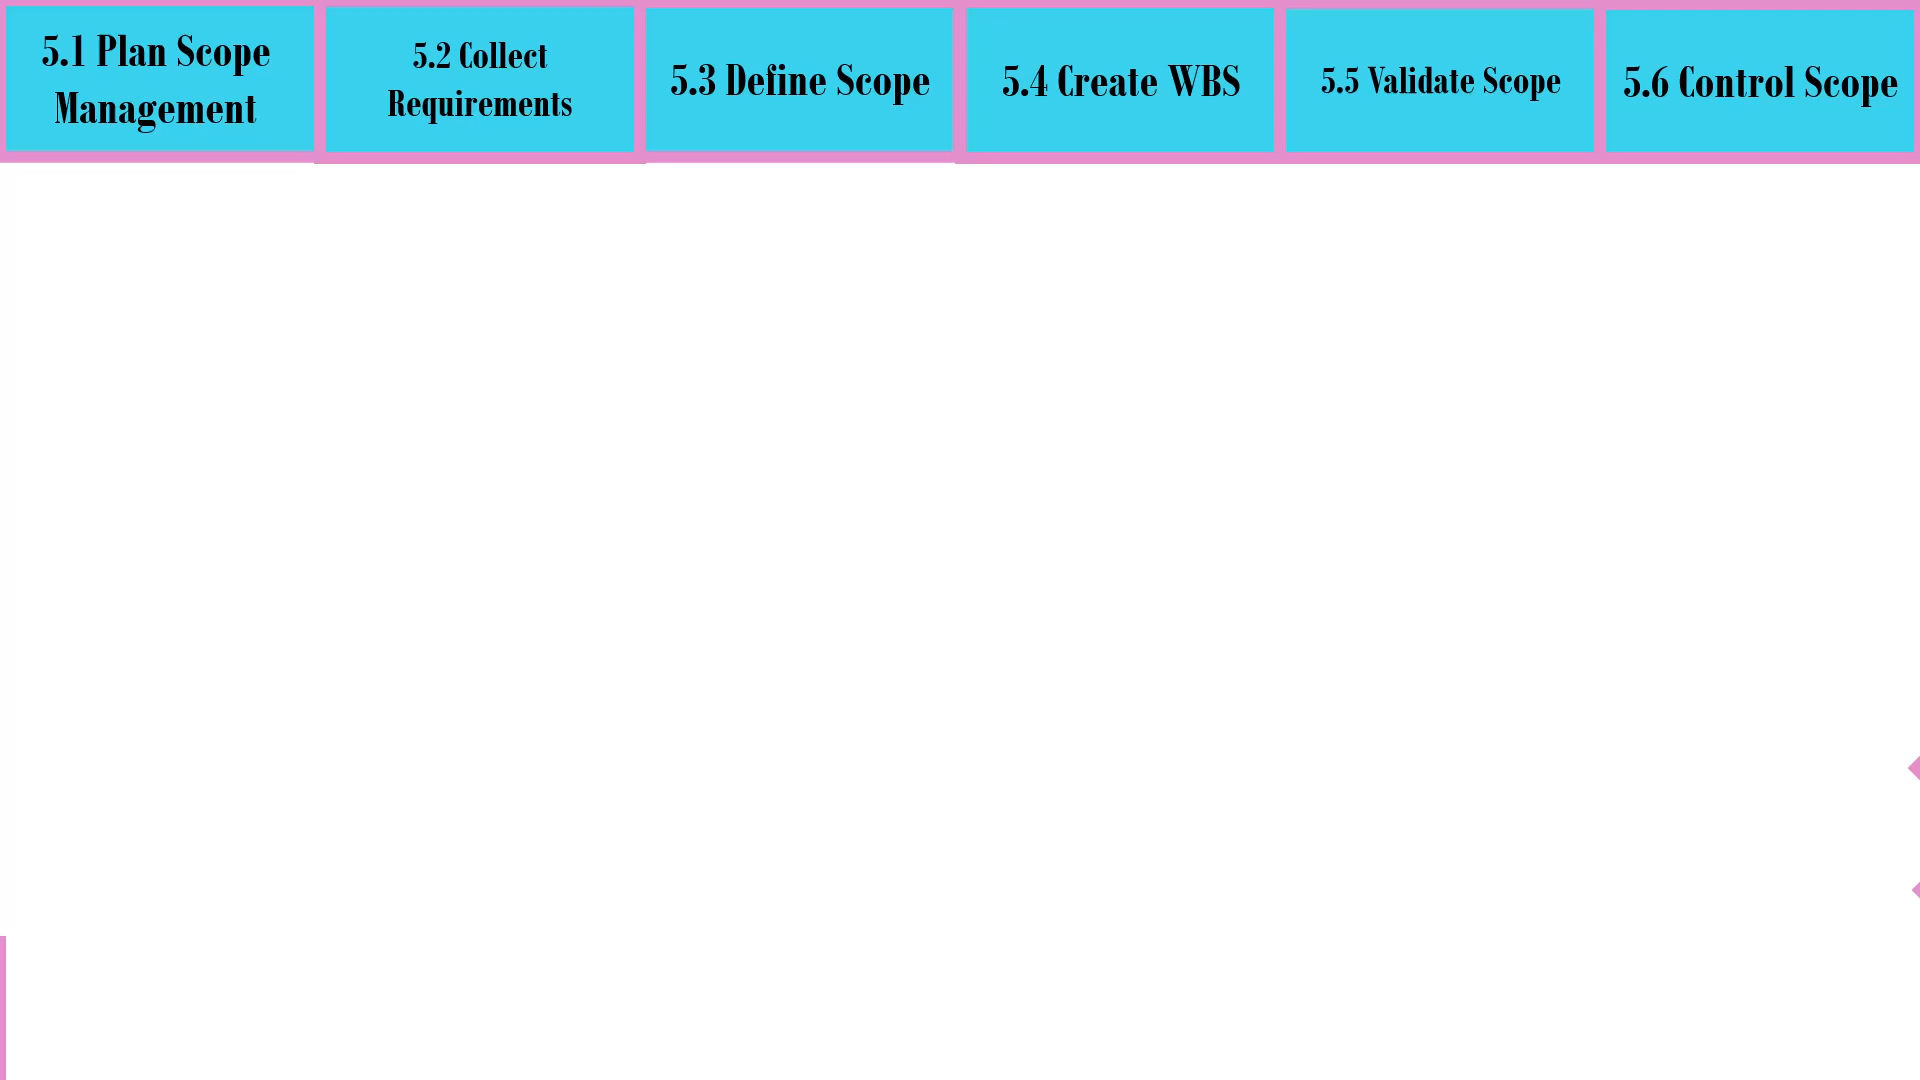 5.1 Plan Scope
Management
5.2 Collect
Requirements
5.3 Define Scope
5.4 Create WBS
5.5 Validate Scope
5.6 Control Scope